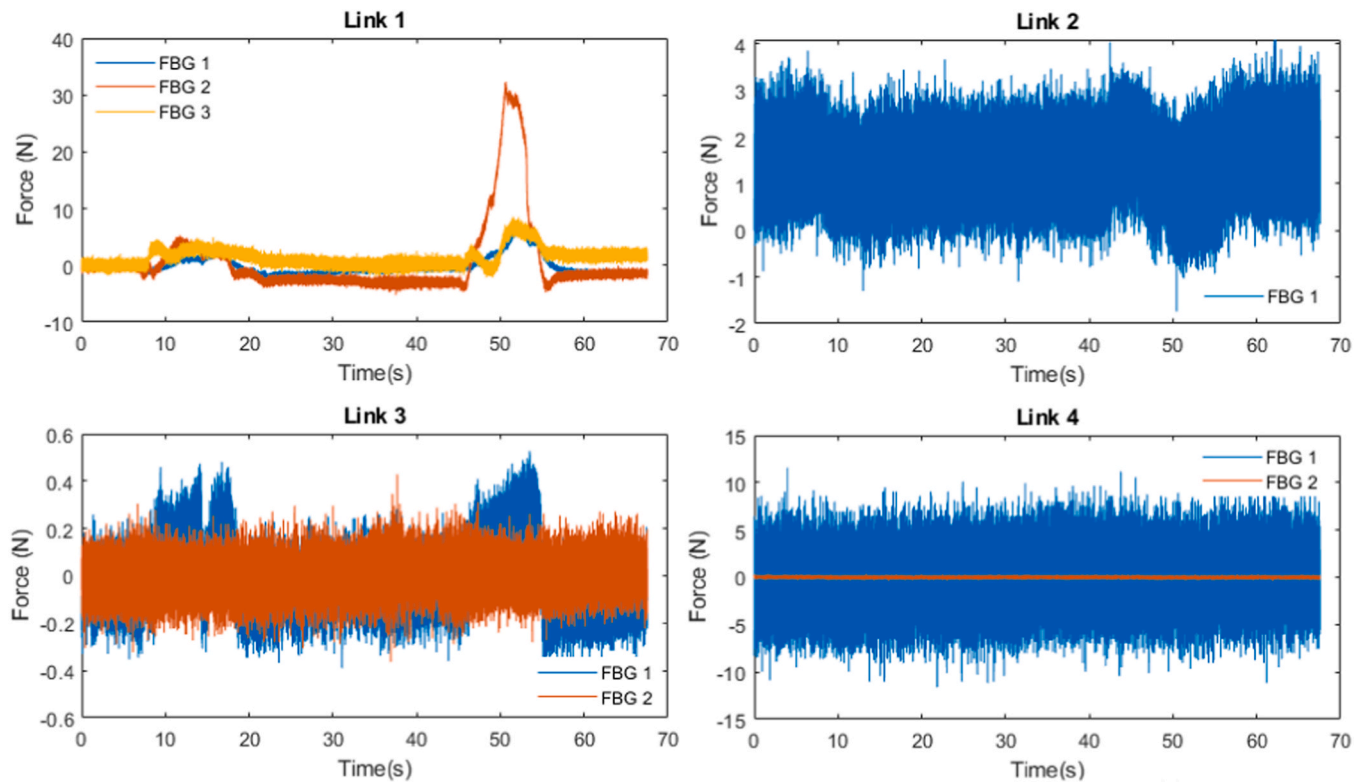 Link 1
40
30
20
10
0
-10
Force (N)
FBG 1
FBG 2
FBG 3
0 10 20 30 40 50 60 70
Time(s)
Link 2
4
3
2
1
0
-1
-2
Force (N)
FBG 1
0 10 20 30 40 50 60 70
Time(s)
Link 3
0.6
0.4
0.2
0
-0.2
-0.4
-0.6
Force (N)
FBG 1
FBG 2
0 10 20 30 40 50 60 70
Time(s)
Link 4
15
10
5
0
-5
-10
-15
Force (N)
FBG 1
FBG 2
0 10 20 30 40 50 60 70
Time(s)